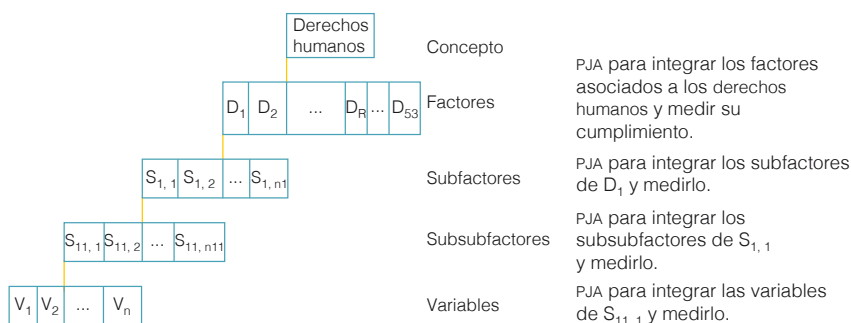 Derechos
humanos
Concepto
D₁ D₂ ... D_R ... D₅₃
Factores
PJA para integrar los factores
asociados a los derechos
humanos y medir su
cumplimiento.
S₁,₁ S₁,₂ ... S₁,ₙ₁
Subfactores
PJA para integrar los subfactores
de D₁ y medirlo.
S₁₁,₁ S₁₁,₂ ... S₁₁,ₙ₁₁
Subsubfactores
PJA para integrar los
subsubfactores de S₁,₁
y medirlo.
V₁ V₂ ... Vₙ
Variables
PJA para integrar las variables
de S₁₁,₁ y medirlo.